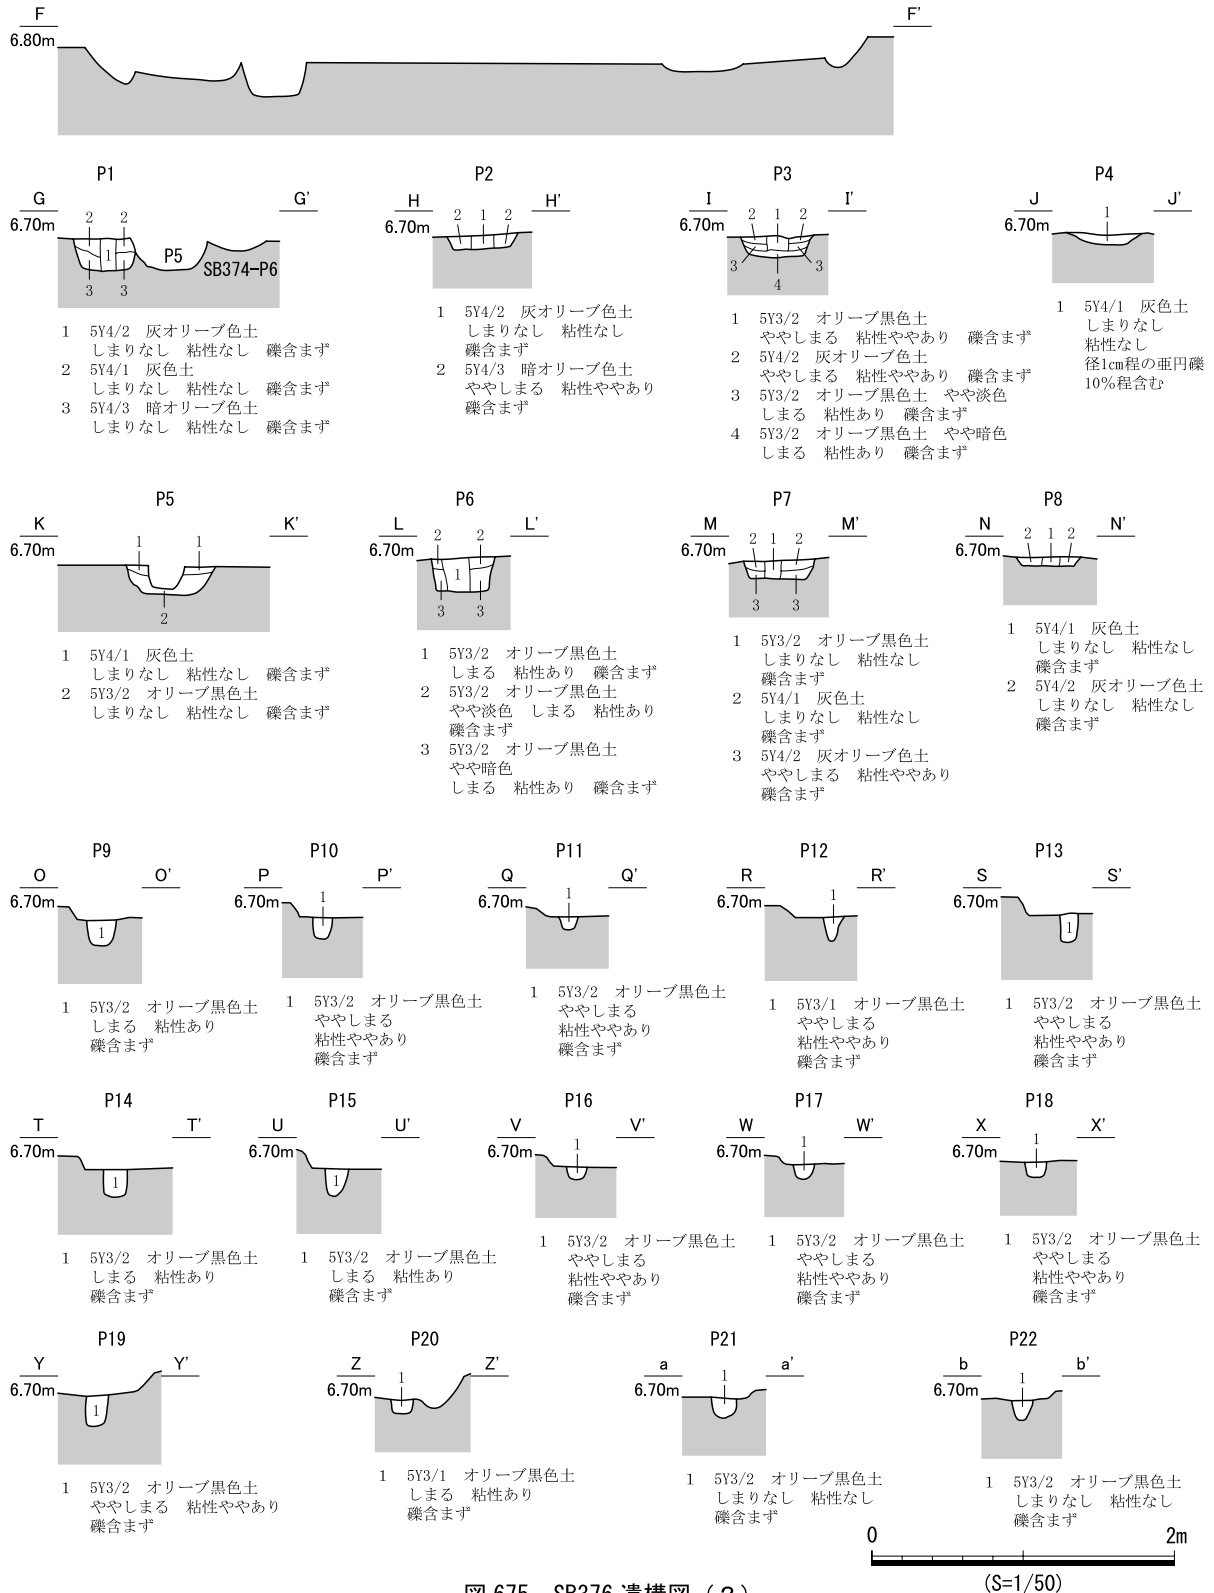 F F'
6.80m
P1
G G'
6.70m
2 2
1
P5
SB374-P6
3 3
1 5Y4/2 灰オリーブ色土
しまりなし 粘性なし 礫含まず
2 5Y4/1 灰色土
しまりなし 粘性なし 礫含まず
3 5Y4/3 暗オリーブ色土
しまりなし 粘性なし 礫含まず
P2
H H'
6.70m
2 1 2
1 5Y4/2 灰オリーブ色土
しまりなし 粘性なし
礫含まず
2 5Y4/3 暗オリーブ色土
ややしまる 粘性ややあり
礫含まず
P3
I I'
6.70m
2 1 2
3 3
4
1 5Y3/2 オリーブ黒色土
ややしまる 粘性ややあり 礫含まず
2 5Y4/2 灰オリーブ色土
ややしまる 粘性ややあり 礫含まず
3 5Y3/2 オリーブ黒色土 やや淡色
しまる 粘性あり 礫含まず
4 5Y3/2 オリーブ黒色土 やや暗色
しまる 粘性あり 礫含まず
P4
J J'
6.70m
1
1 5Y4/1 灰色土
しまりなし
粘性なし
径1cm程の亜円礫
10%程含む
P5
K K'
6.70m
1 1
2
1 5Y4/1 灰色土
しまりなし 粘性なし 礫含まず
2 5Y3/2 オリーブ黒色土
しまりなし 粘性なし 礫含まず
P6
L L'
6.70m
2 2
1
3 3
1 5Y3/2 オリーブ黒色土
しまる 粘性あり 礫含まず
2 5Y3/2 オリーブ黒色土
やや淡色 しまる 粘性あり
礫含まず
3 5Y3/2 オリーブ黒色土
やや暗色
しまる 粘性あり 礫含まず
P7
M M'
6.70m
2 1 2
3 3
1 5Y3/2 オリーブ黒色土
しまりなし 粘性なし
礫含まず
2 5Y4/1 灰色土
しまりなし 粘性なし
礫含まず
3 5Y4/2 灰オリーブ色土
ややしまる 粘性ややあり
礫含まず
P8
N N'
6.70m
2 1 2
1 5Y4/1 灰色土
しまりなし 粘性なし
礫含まず
2 5Y4/2 灰オリーブ色土
しまりなし 粘性なし
礫含まず
P9
O O'
6.70m
1
1 5Y3/2 オリーブ黒色土
しまる 粘性あり
礫含まず
P10
P P'
6.70m
1
1 5Y3/2 オリーブ黒色土
ややしまる
粘性ややあり
礫含まず
P11
Q Q'
6.70m
1
1 5Y3/2 オリーブ黒色土
ややしまる
粘性ややあり
礫含まず
P12
R R'
6.70m
1
1 5Y3/1 オリーブ黒色土
ややしまる
粘性ややあり
礫含まず
P13
S S'
6.70m
1
1 5Y3/2 オリーブ黒色土
ややしまる
粘性ややあり
礫含まず
P14
T T'
6.70m
1
1 5Y3/2 オリーブ黒色土
しまる 粘性あり
礫含まず
P15
U U'
6.70m
1
1 5Y3/2 オリーブ黒色土
しまる 粘性あり
礫含まず
P16
V V'
6.70m
1
1 5Y3/2 オリーブ黒色土
ややしまる
粘性ややあり
礫含まず
P17
W W'
6.70m
1
1 5Y3/2 オリーブ黒色土
ややしまる
粘性ややあり
礫含まず
P18
X X'
6.70m
1
1 5Y3/2 オリーブ黒色土
ややしまる
粘性ややあり
礫含まず
P19
Y Y'
6.70m
1
1 5Y3/2 オリーブ黒色土
ややしまる 粘性ややあり
礫含まず
P20
Z Z'
6.70m
1
1 5Y3/1 オリーブ黒色土
しまる 粘性あり
礫含まず
P21
a a'
6.70m
1
1 5Y3/2 オリーブ黒色土
しまりなし 粘性なし
礫含まず
P22
b b'
6.70m
1
1 5Y3/2 オリーブ黒色土
しまりなし 粘性なし
礫含まず
0 2m
(S=1/50)
図 675 SB376 遺構図